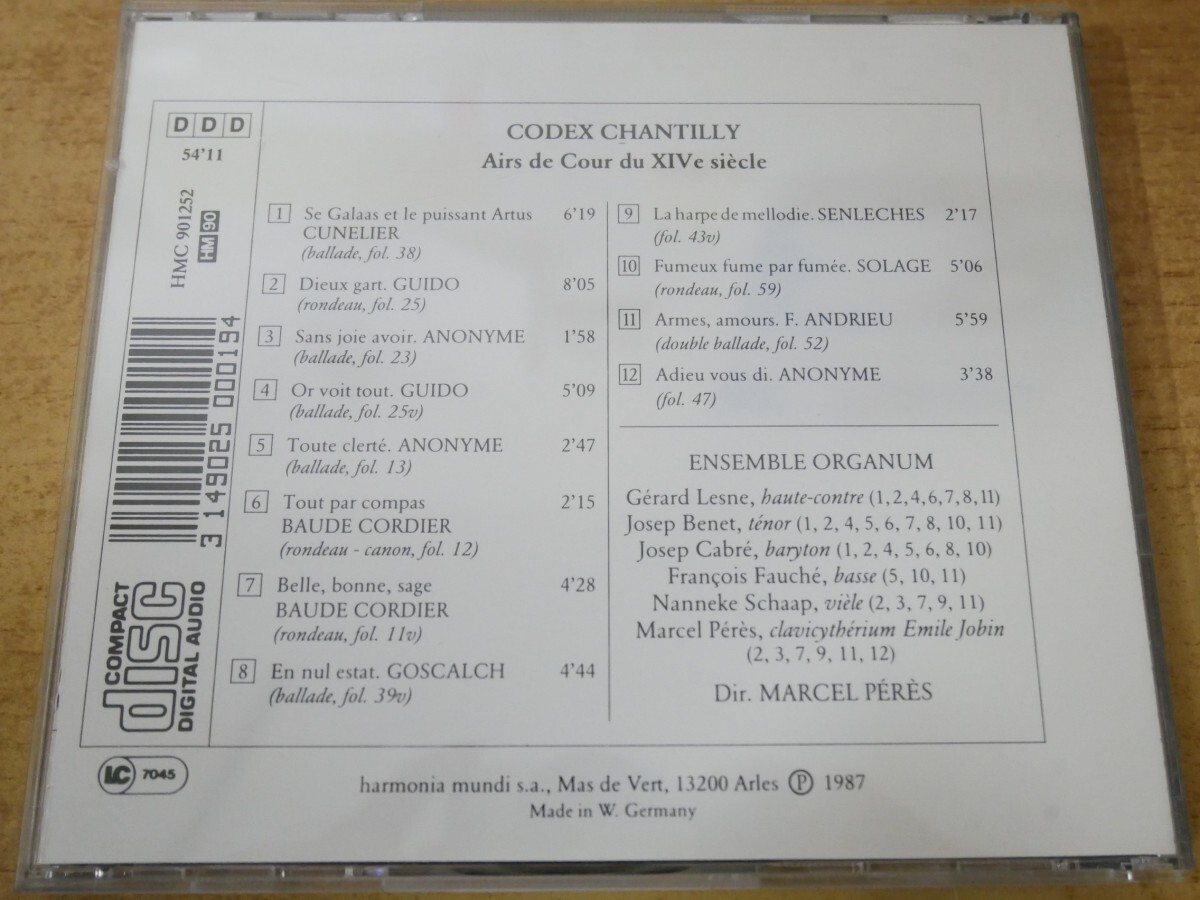 DDD
54'11
HMC 901252
HM 90
3 149025 000194
COMPACT
disc
DIGITAL AUDIO
CODEX CHANTILLY
Airs de Cour du XIVe siècle
1 Se Galaas et le puissant Artus 6'19
CUNELIER
(ballade, fol. 38)
2 Dieux gart. GUIDO 8'05
(rondeau, fol. 25)
3 Sans joie avoir. ANONYME 1'58
(ballade, fol. 23)
4 Or voit tout. GUIDO 5'09
(ballade, fol. 25v)
5 Toute clerté. ANONYME 2'47
(ballade, fol. 13)
6 Tout par compas 2'15
BAUDE CORDIER
(rondeau - canon, fol. 12)
7 Belle, bonne, sage 4'28
BAUDE CORDIER
(rondeau, fol. 11v)
8 En nul estat. GOSCALCH 4'44
(ballade, fol. 39v)
9 La harpe de mellodie. SENLECHES 2'17
(fol. 43v)
10 Fumeux fume par fumée. SOLAGE 5'06
(rondeau, fol. 59)
11 Armes, amours. F. ANDRIEU 5'59
(double ballade, fol. 52)
12 Adieu vous di. ANONYME 3'38
(fol. 47)
ENSEMBLE ORGANUM
Gérard Lesne, haute-contre (1,2,4,6,7,8,11)
Josep Benet, ténor (1, 2, 4, 5, 6, 7, 8, 10, 11)
Josep Cabré, baryton (1, 2, 4, 5, 6, 8, 10)
François Fauché, basse (5, 10, 11)
Nanneke Schaap, vièle (2, 3, 7, 9, 11)
Marcel Pérès, clavicythérium Emile Jobin
(2, 3, 7, 9, 11, 12)
Dir. MARCEL PÉRÈS
LC 7045
harmonia mundi s.a., Mas de Vert, 13200 Arles Ⓟ 1987
Made in W. Germany